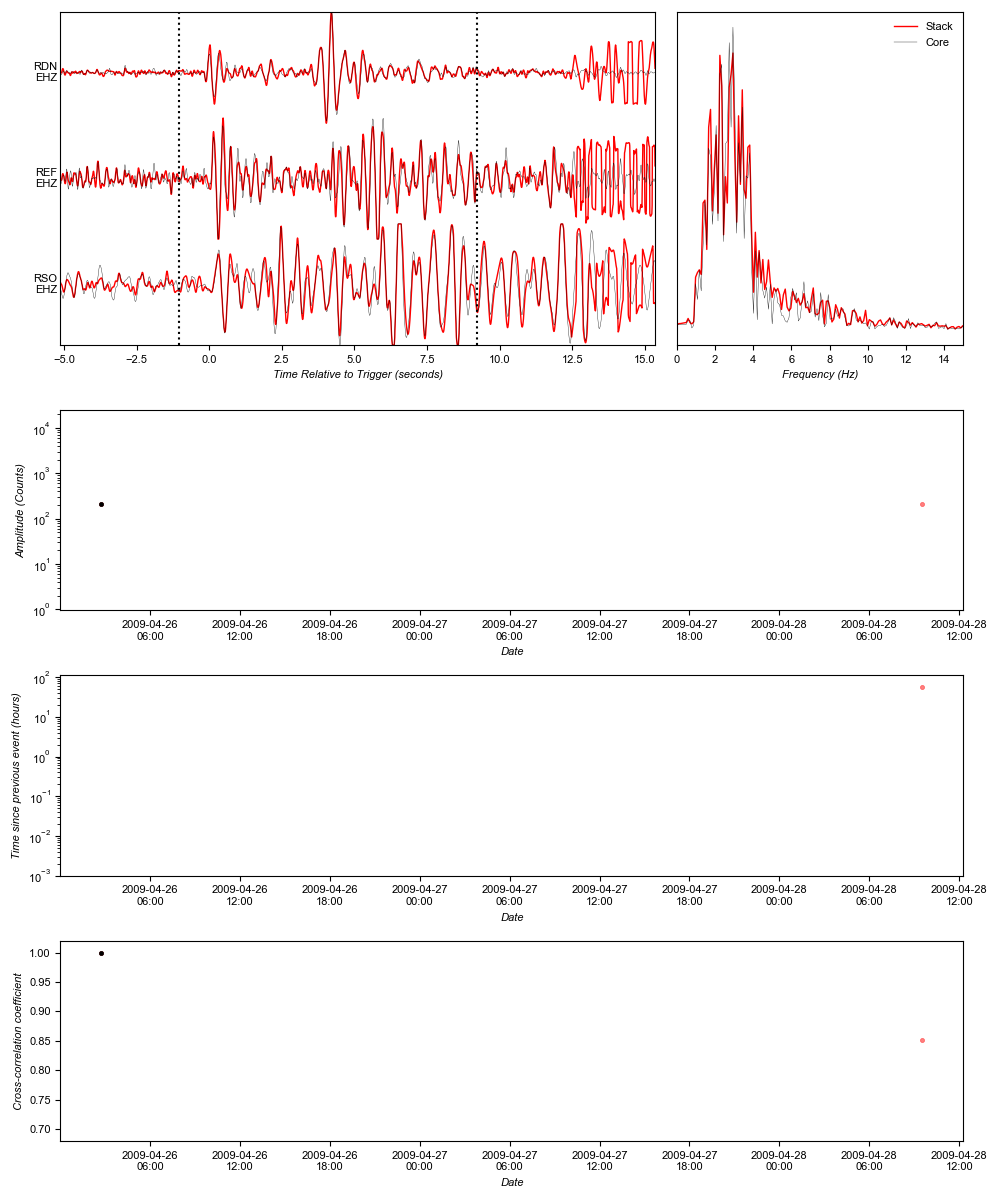 RDN
EHZ
REF
EHZ
RSO
EHZ
−5.0 −2.5 0.0 2.5 5.0 7.5 10.0 12.5 15.0
Time Relative to Trigger (seconds)
Stack
Core
0 2 4 6 8 10 12 14
Frequency (Hz)
10⁴
10³
10²
10¹
10⁰
Amplitude (Counts)
2009-04-26 2009-04-26 2009-04-26 2009-04-27 2009-04-27 2009-04-27 2009-04-27 2009-04-28 2009-04-28 2009-04-28
06:00 12:00 18:00 00:00 06:00 12:00 18:00 00:00 06:00 12:00
Date
10²
10¹
10⁰
10⁻¹
10⁻²
10⁻³
Time since previous event (hours)
2009-04-26 2009-04-26 2009-04-26 2009-04-27 2009-04-27 2009-04-27 2009-04-27 2009-04-28 2009-04-28 2009-04-28
06:00 12:00 18:00 00:00 06:00 12:00 18:00 00:00 06:00 12:00
Date
1.00
0.95
0.90
0.85
0.80
0.75
0.70
Cross-correlation coefficient
2009-04-26 2009-04-26 2009-04-26 2009-04-27 2009-04-27 2009-04-27 2009-04-27 2009-04-28 2009-04-28 2009-04-28
06:00 12:00 18:00 00:00 06:00 12:00 18:00 00:00 06:00 12:00
Date